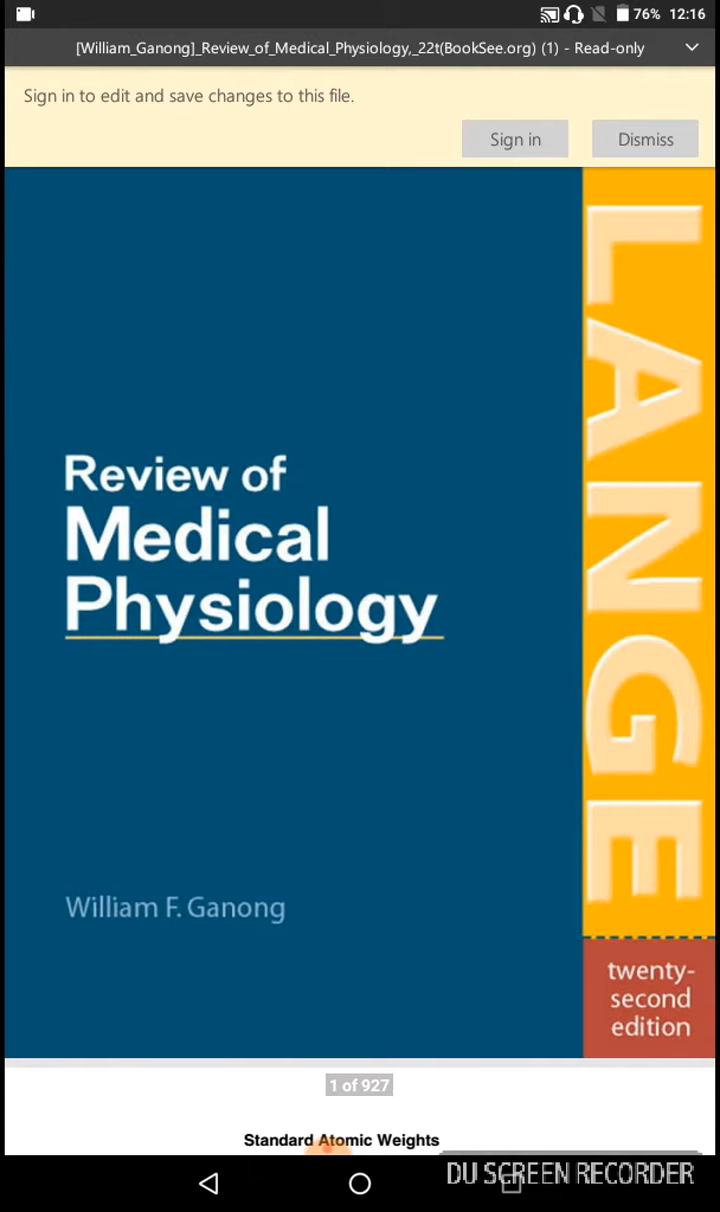 76% 12:16
[William_Ganong]_Review_of_Medical_Physiology,_22t(BookSee.org) (1) - Read-only
Sign in to edit and save changes to this file.
Sign in
Dismiss
LANGE
Review of
Medical
Physiology
William F. Ganong
twenty-
second
edition
1 of 927
Standard Atomic Weights
DU SCREEN RECORDER